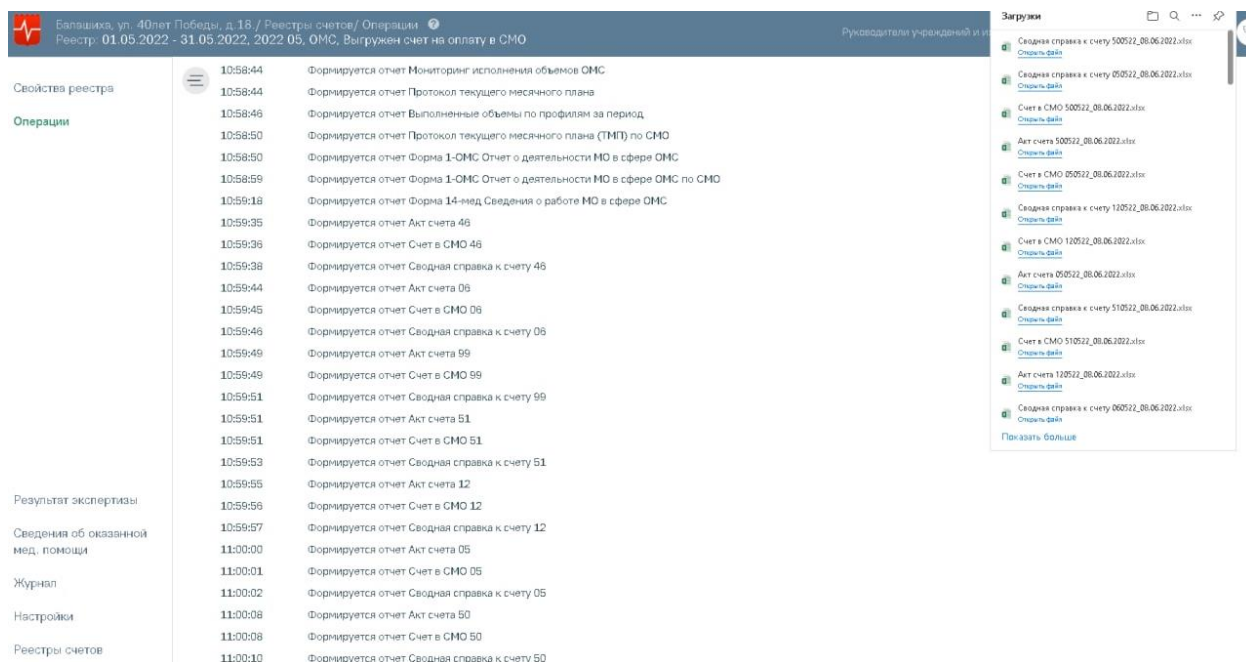 Балашиха, ул. 40лет Победы, д.18 / Реестры счетов/ Операции
Реестр: 01.05.2022 - 31.05.2022, 2022 05, ОМС, Выгружен счет на оплату в СМО
Руководители учреждений и
Свойства реестра
Операции
Результат экспертизы
Сведения об оказанной
мед. помощи
Журнал
Настройки
Реестры счетов
10:58:44 Формируется отчет Мониторинг исполнения объемов ОМС
10:58:44 Формируется отчет Протокол текущего месячного плана
10:58:46 Формируется отчет Выполненные объемы по профилям за период
10:58:50 Формируется отчет Протокол текущего месячного плана (ТМП) по СМО
10:58:50 Формируется отчет Форма 1-ОМС Отчет о деятельности МО в сфере ОМС
10:58:59 Формируется отчет Форма 1-ОМС Отчет о деятельности МО в сфере ОМС по СМО
10:59:18 Формируется отчет Форма 14-мед Сведения о работе МО в сфере ОМС
10:59:35 Формируется отчет Акт счета 46
10:59:36 Формируется отчет Счет в СМО 46
10:59:38 Формируется отчет Сводная справка к счету 46
10:59:44 Формируется отчет Акт счета 06
10:59:45 Формируется отчет Счет в СМО 06
10:59:46 Формируется отчет Сводная справка к счету 06
10:59:49 Формируется отчет Акт счета 99
10:59:49 Формируется отчет Счет в СМО 99
10:59:51 Формируется отчет Сводная справка к счету 99
10:59:51 Формируется отчет Акт счета 51
10:59:51 Формируется отчет Счет в СМО 51
10:59:53 Формируется отчет Сводная справка к счету 51
10:59:55 Формируется отчет Акт счета 12
10:59:56 Формируется отчет Счет в СМО 12
10:59:57 Формируется отчет Сводная справка к счету 12
11:00:00 Формируется отчет Акт счета 05
11:00:01 Формируется отчет Счет в СМО 05
11:00:02 Формируется отчет Сводная справка к счету 05
11:00:08 Формируется отчет Акт счета 50
11:00:08 Формируется отчет Счет в СМО 50
11:00:10 Формируется отчет Сводная справка к счету 50
Загрузки
Сводная справка к счету 500522_08.06.2022.xlsx
Открыть файл
Сводная справка к счету 050522_08.06.2022.xlsx
Открыть файл
Счет в СМО 500522_08.06.2022.xlsx
Открыть файл
Акт счета 500522_08.06.2022.xlsx
Открыть файл
Счет в СМО 050522_08.06.2022.xlsx
Открыть файл
Сводная справка к счету 120522_08.06.2022.xlsx
Открыть файл
Счет в СМО 120522_08.06.2022.xlsx
Открыть файл
Акт счета 050522_08.06.2022.xlsx
Открыть файл
Сводная справка к счету 510522_08.06.2022.xlsx
Открыть файл
Счет в СМО 510522_08.06.2022.xlsx
Открыть файл
Акт счета 120522_08.06.2022.xlsx
Открыть файл
Сводная справка к счету 060522_08.06.2022.xlsx
Открыть файл
Показать больше